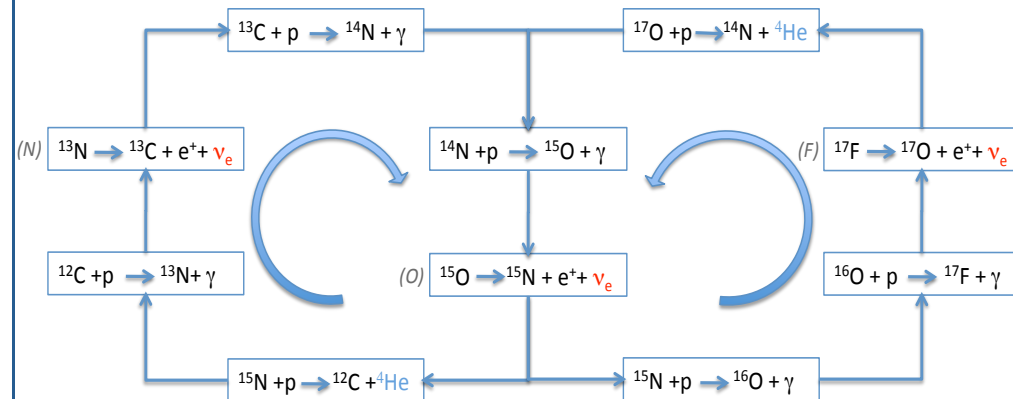 ¹³C + p → ¹⁴N + γ
¹⁷O +p → ¹⁴N + ⁴He
(N) ¹³N → ¹³C + e⁺+ νₑ
¹⁴N +p → ¹⁵O + γ
(F) ¹⁷F → ¹⁷O + e⁺+ νₑ
¹²C +p → ¹³N+ γ
(O) ¹⁵O → ¹⁵N + e⁺+ νₑ
¹⁶O + p → ¹⁷F + γ
¹⁵N +p → ¹²C +⁴He
¹⁵N +p → ¹⁶O + γ